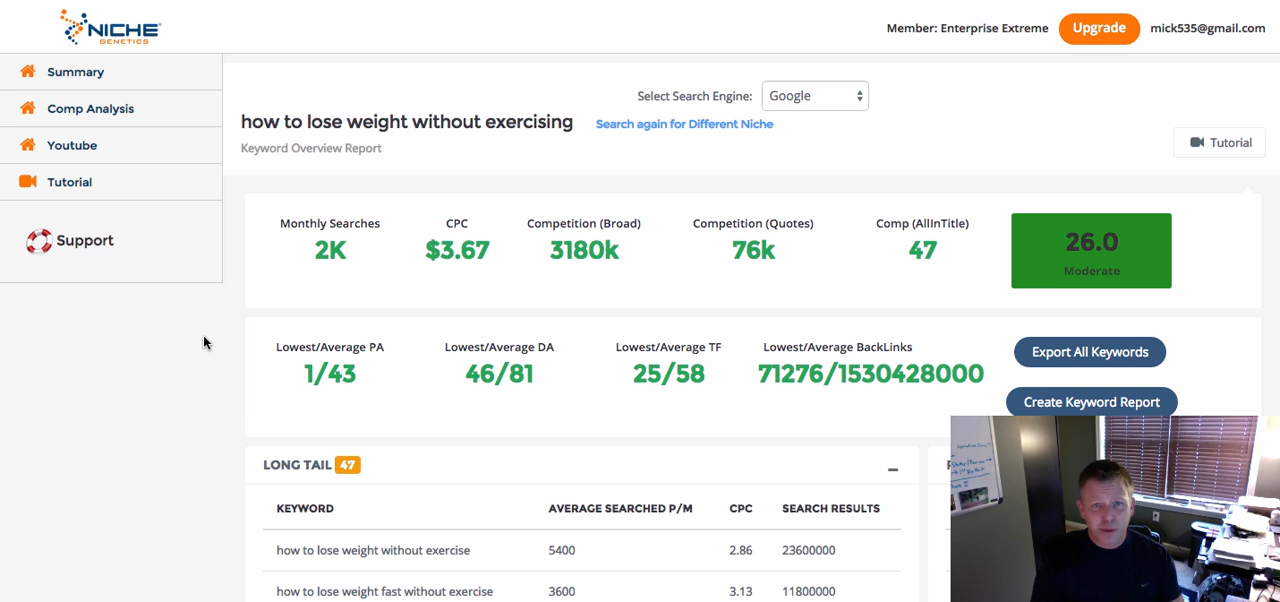 NICHE
GENETICS
Member: Enterprise Extreme
Upgrade
mick535@gmail.com
Summary
Comp Analysis
Youtube
Tutorial
Support
Select Search Engine:
Google
how to lose weight without exercising
Search again for Different Niche
Keyword Overview Report
Tutorial
Monthly Searches
CPC
Competition (Broad)
Competition (Quotes)
Comp (AllInTitle)
2K
$3.67
3180k
76k
47
26.0
Moderate
Lowest/Average PA
Lowest/Average DA
Lowest/Average TF
Lowest/Average BackLinks
1/43
46/81
25/58
71276/1530428000
Export All Keywords
Create Keyword Report
LONG TAIL 47
KEYWORD
AVERAGE SEARCHED P/M
CPC
SEARCH RESULTS
how to lose weight without exercise
5400
2.86
23600000
how to lose weight fast without exercise
3600
3.13
11800000